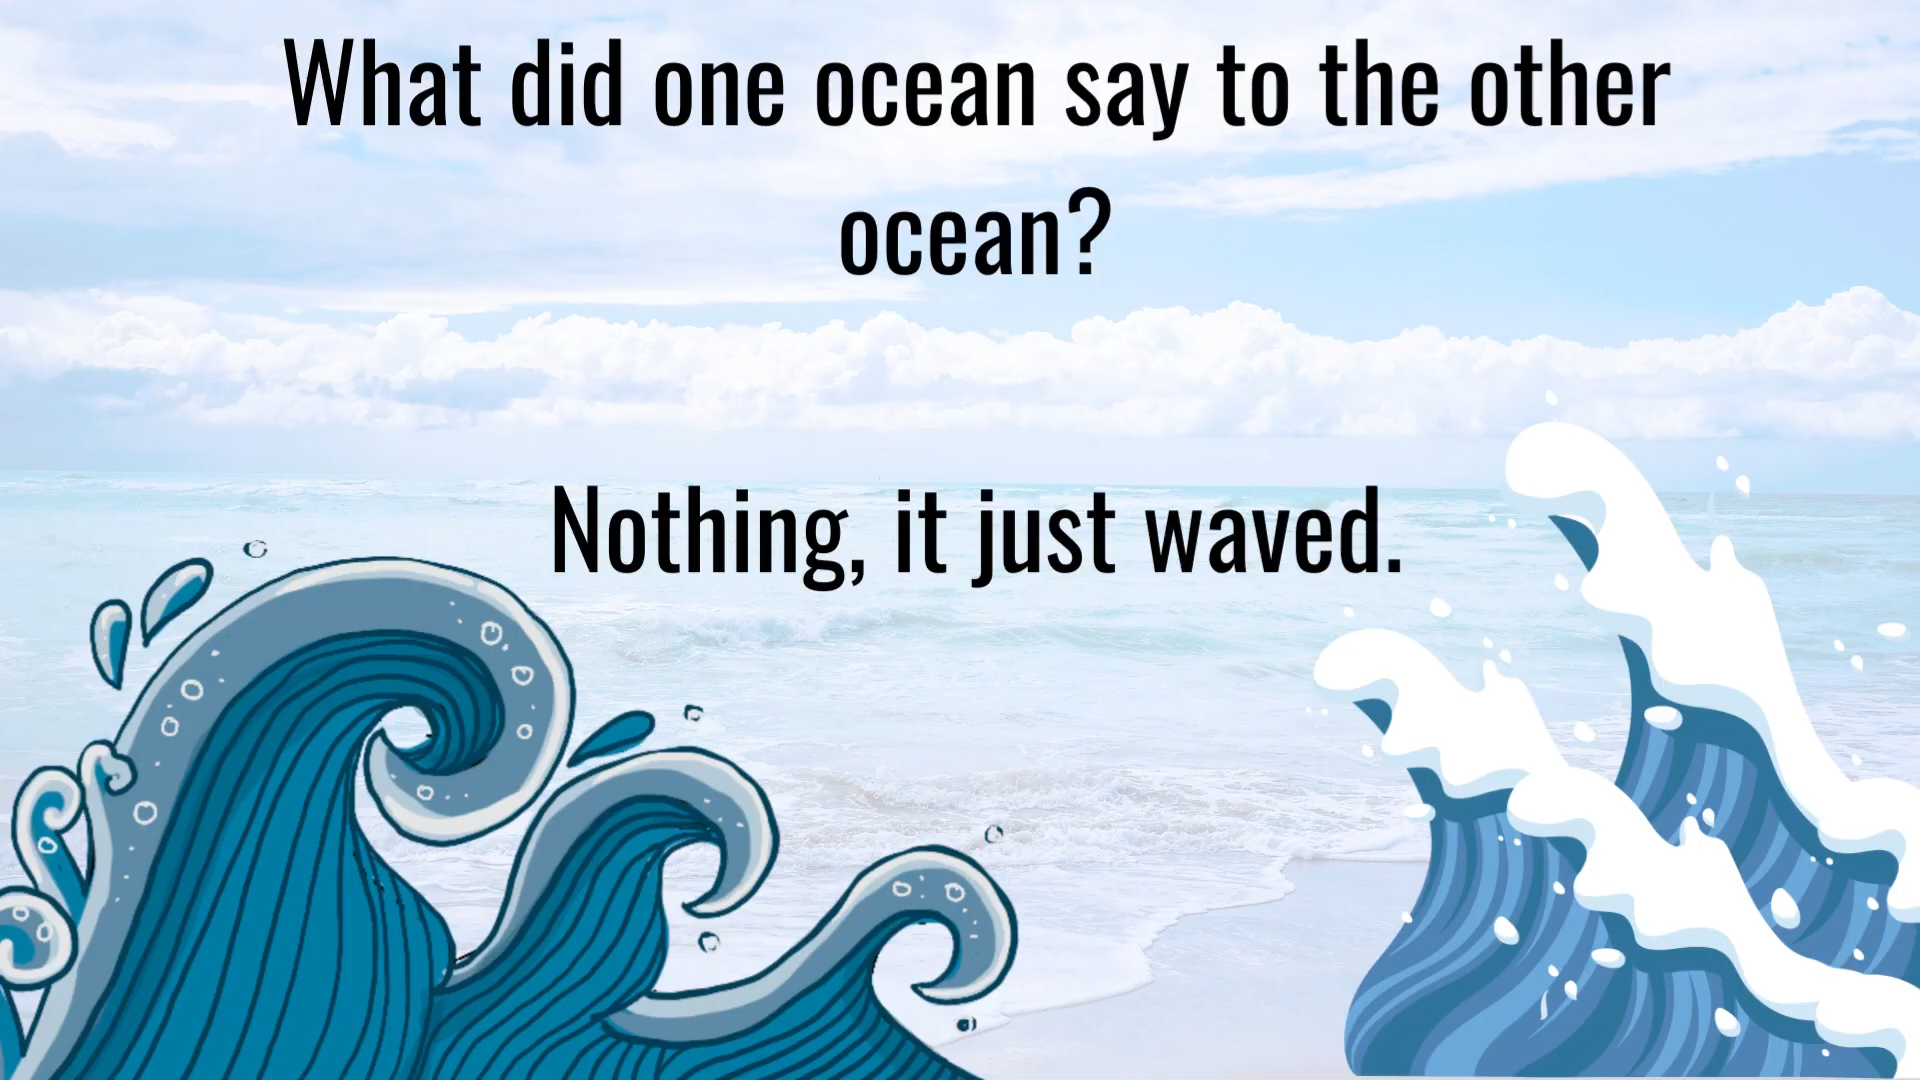 What did one ocean say to the other
ocean?
Nothing, it just waved.